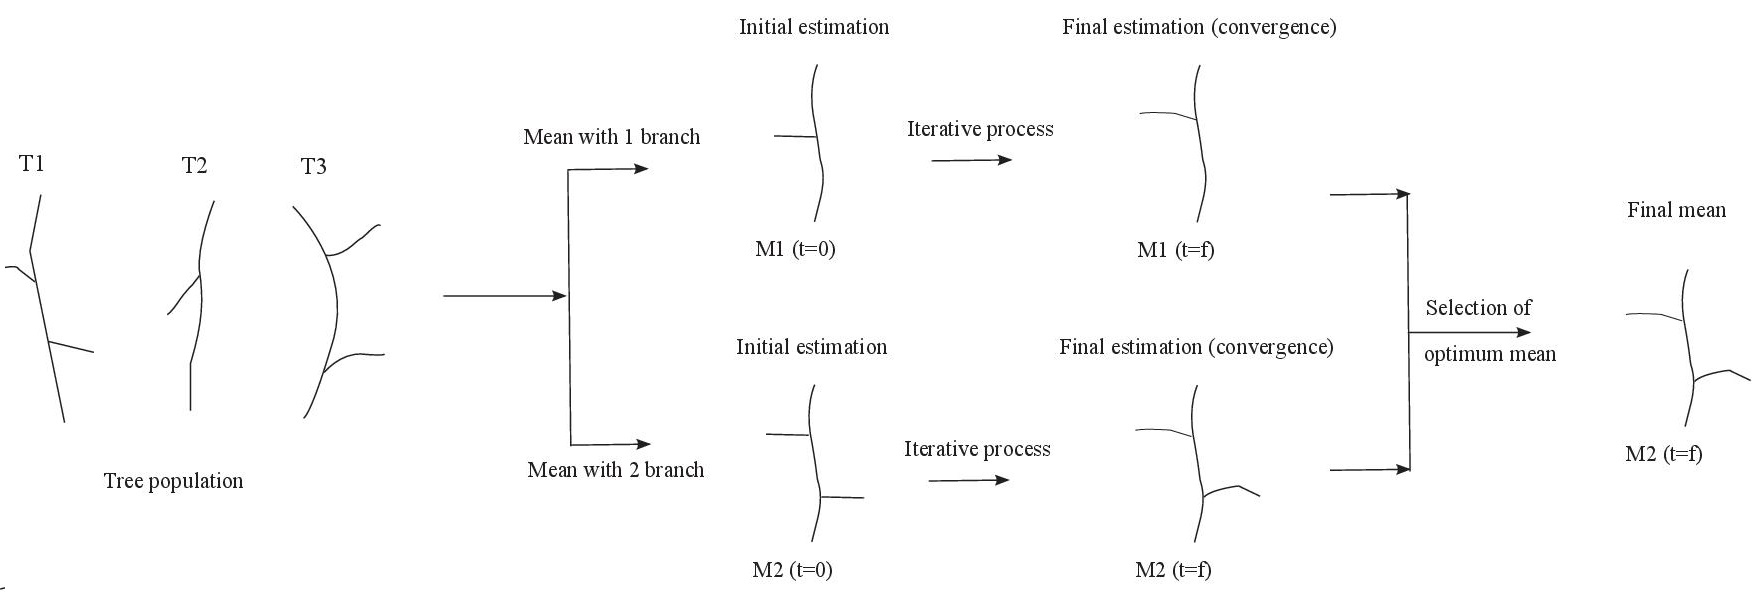 T1
T2
T3
Tree population
Mean with 1 branch
Mean with 2 branch
Initial estimation
M1 (t=0)
Iterative process
Final estimation (convergence)
M1 (t=f)
Initial estimation
M2 (t=0)
Iterative process
Final estimation (convergence)
M2 (t=f)
Selection of
optimum mean
Final mean
M2 (t=f)